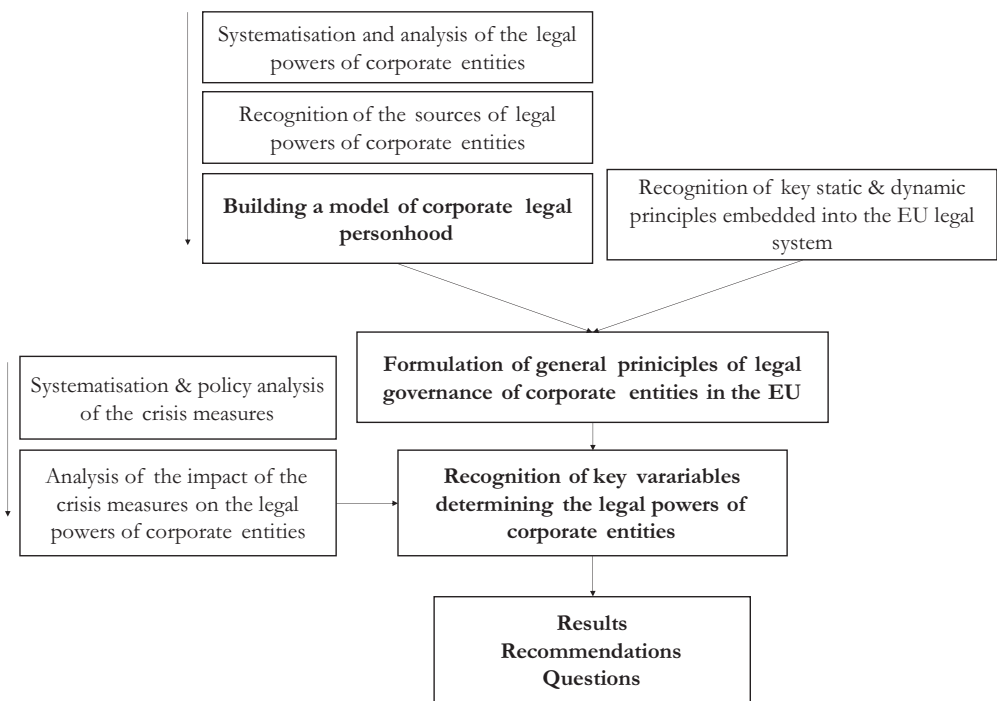 Systematisation and analysis of the legal
powers of corporate entities
Recognition of the sources of legal
powers of corporate entities
Building a model of corporate legal
personhood
Recognition of key static & dynamic
principles embedded into the EU legal
system
Formulation of general priniciples of legal
governance of corporate entities in the EU
Systematisation & policy analysis
of the crisis measures
Analysis of the impact of the
crisis measures on the legal
powers of corporate entities
Recognition of key varariables
determining the legal powers of
corporate entities
Results
Recommendations
Questions